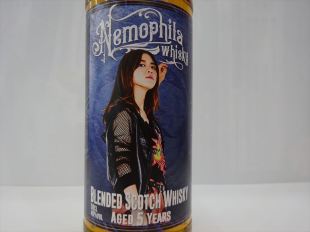 Nemophila
whisky
BLENDED SCOTCH WHISKY
AGED 5 YEARS